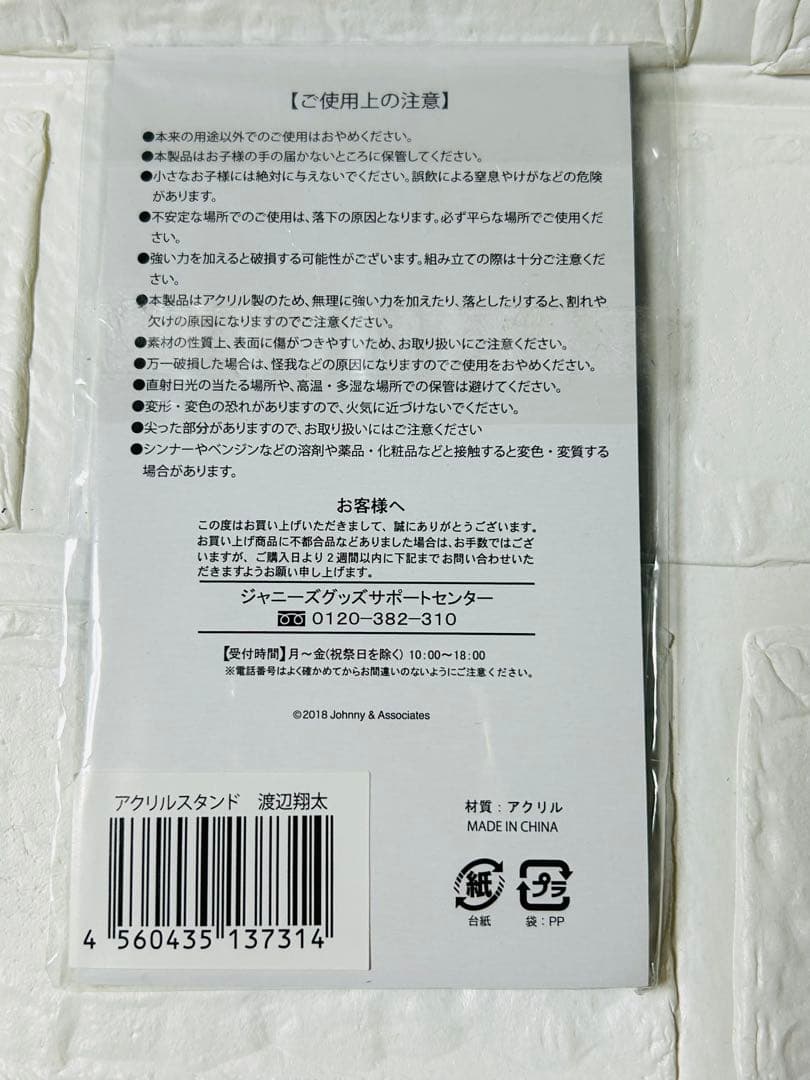 【ご使用上の注意】
●本来の用途以外でのご使用はおやめください。
●本製品はお子様の手の届かないところに保管してください。
●小さなお子様には絶対に与えないでください。誤飲による窒息やけがなどの危険
があります。
●不安定な場所でのご使用は、落下の原因となります。必ず平らな場所でご使用くだ
さい。
●強い力を加えると破損する可能性がございます。組み立ての際は十分ご注意くだ
さい。
●本製品はアクリル製のため、無理に強い力を加えたり、落としたりすると、割れや
欠けの原因になりますのでご注意ください。
●素材の性質上、表面に傷がつきやすいため、お取り扱いにご注意ください。
●万一破損した場合は、怪我などの原因になりますのでご使用をおやめください。
●直射日光の当たる場所や、高温・多湿な場所での保管は避けてください。
●変形・変色の恐れがありますので、火気に近づけないでください。
●尖った部分がありますので、お取り扱いにはご注意ください
●シンナーやベンジンなどの溶剤や薬品・化粧品などと接触すると変色・変質する
場合があります。
お客様へ
この度はお買い上げいただきまして、誠にありがとうございます。
お買い上げ商品に不都合品などありました場合は、お手数ではござ
いますが、ご購入日より2週間以内に下記までお問い合わせいた
だきますようお願い申し上げます。
ジャニーズグッズサポートセンター
0120-382-310
【受付時間】月〜金(祝祭日を除く) 10:00〜18:00
※電話番号はよく確かめてからお間違いのないようにご注意ください。
©2018 Johnny & Associates
アクリルスタンド 渡辺翔太
4 560435 137314
材質:アクリル
MADE IN CHINA
紙
台紙
プラ
袋:PP